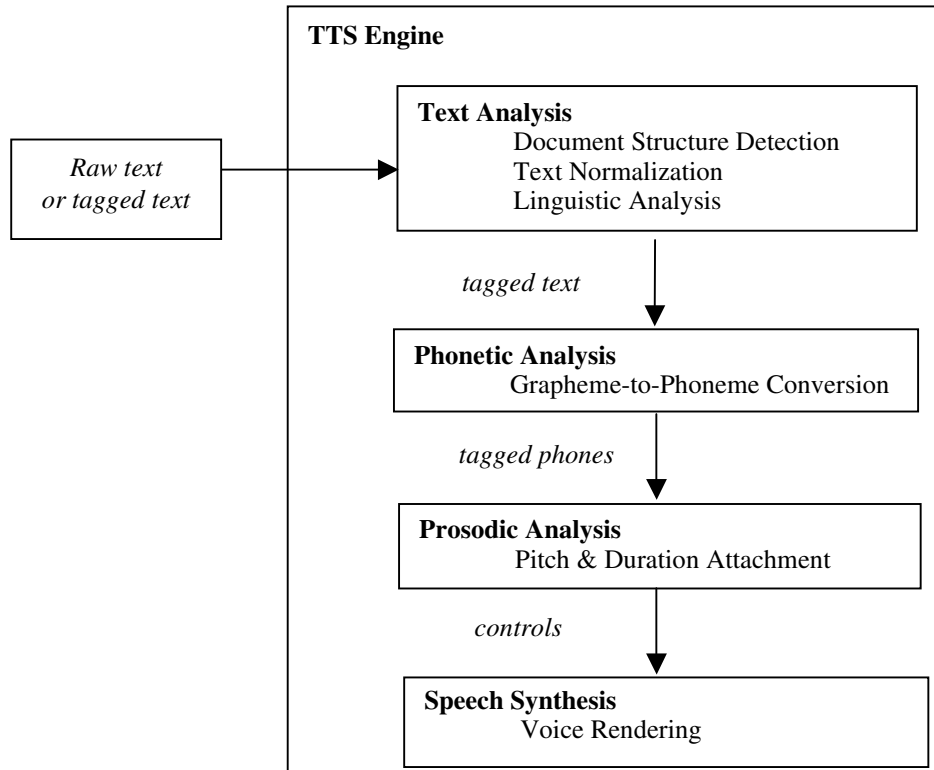 TTS Engine
Text Analysis
Document Structure Detection
Text Normalization
Linguistic Analysis
Raw text
or tagged text
tagged text
Phonetic Analysis
Grapheme-to-Phoneme Conversion
tagged phones
Prosodic Analysis
Pitch & Duration Attachment
controls
Speech Synthesis
Voice Rendering